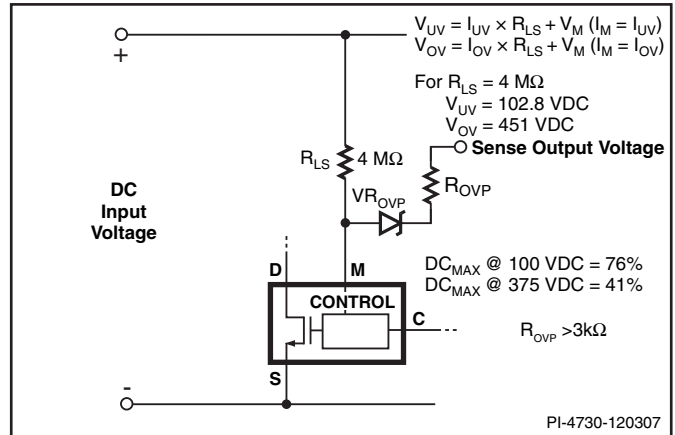 V_UV = I_UV × R_LS + V_M (I_M = I_UV)
V_OV = I_OV × R_LS + V_M (I_M = I_OV)
+
For R_LS = 4 MΩ
V_UV = 102.8 VDC
V_OV = 451 VDC
Sense Output Voltage
R_LS 4 MΩ
R_OVP
VR_OVP
DC
Input
Voltage
D M
DC_MAX @ 100 VDC = 76%
DC_MAX @ 375 VDC = 41%
CONTROL
C
R_OVP >3kΩ
S
-
PI-4730-120307